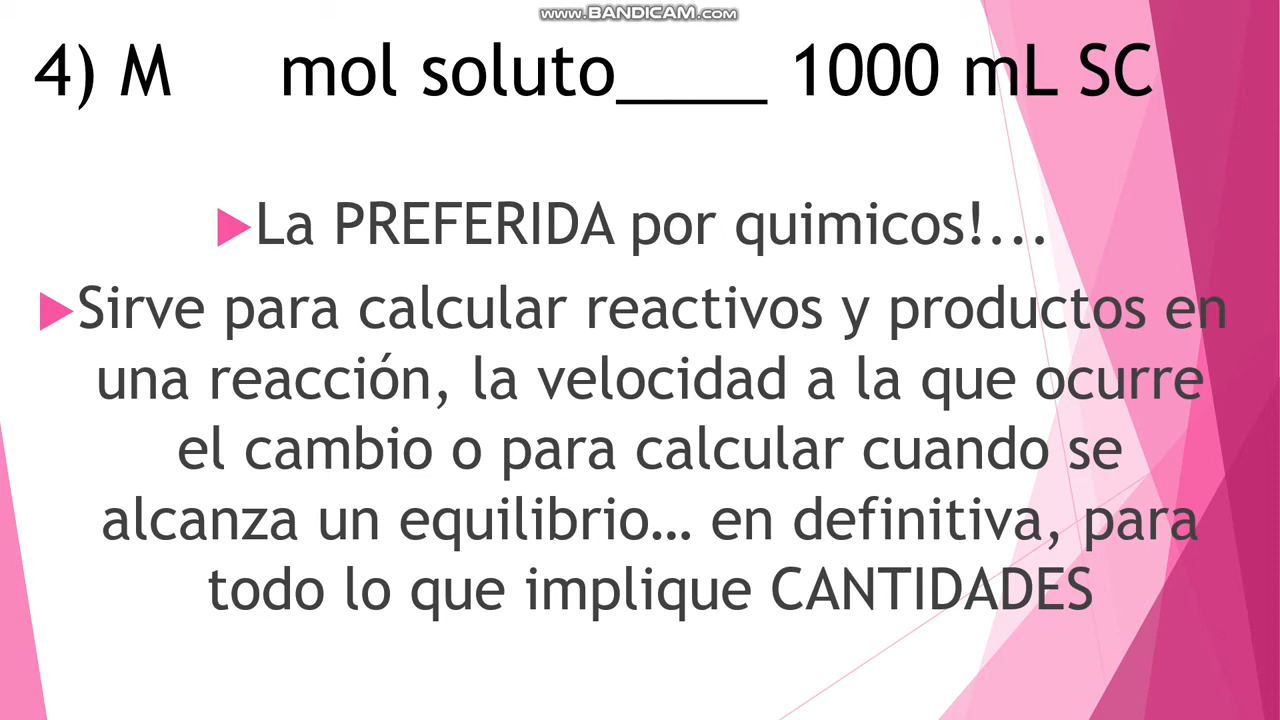 www.BANDICAM.com
4) M mol soluto____ 1000 mL SC
La PREFERIDA por quimicos!...
Sirve para calcular reactivos y productos en
una reacción, la velocidad a la que ocurre
el cambio o para calcular cuando se
alcanza un equilibrio… en definitiva, para
todo lo que implique CANTIDADES